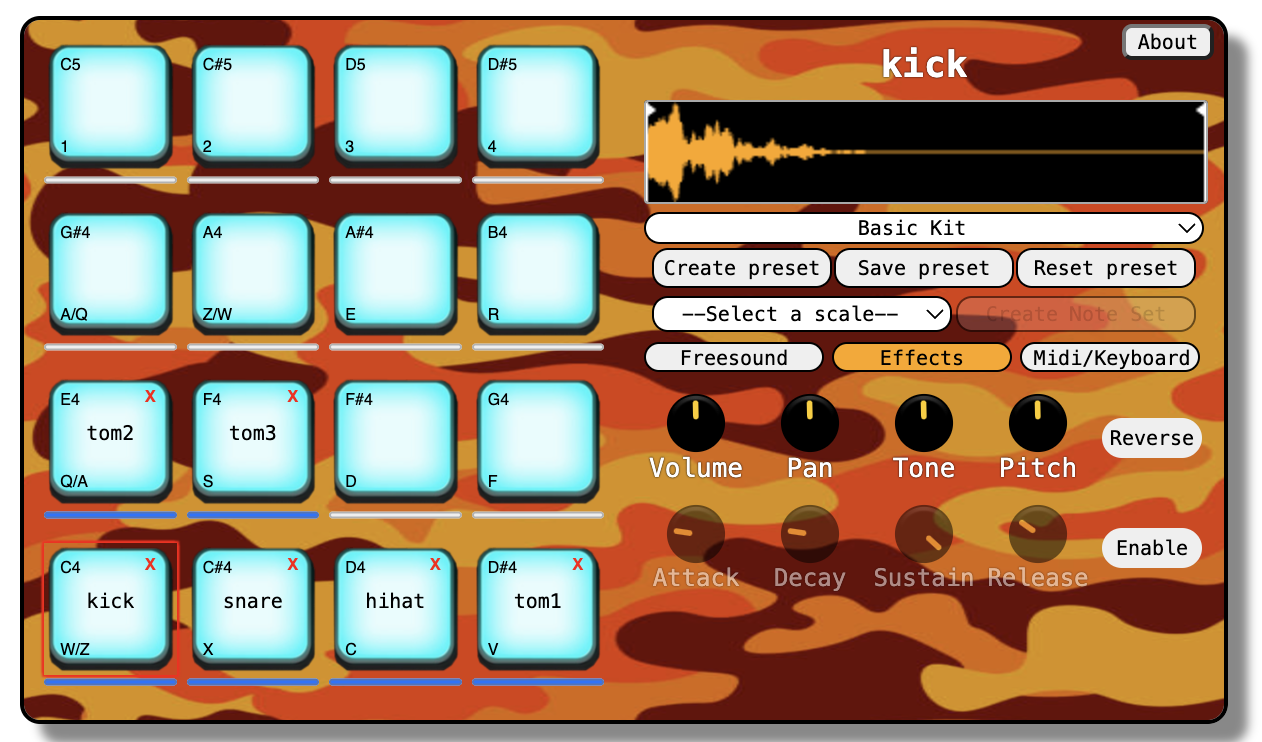 About
kick
C5
C#5
D5
D#5
1
2
3
4
G#4
A4
A#4
B4
A/Q
Z/W
E
R
E4 X
F4 X
F#4
G4
tom2
tom3
Q/A
S
D
F
C4 X
C#4 X
D4 X
D#4 X
kick
snare
hihat
tom1
W/Z
X
C
V
Basic Kit
Create preset
Save preset
Reset preset
--Select a scale--
Create Note Set
Freesound
Effects
Midi/Keyboard
Volume
Pan
Tone
Pitch
Reverse
Attack
Decay
Sustain
Release
Enable